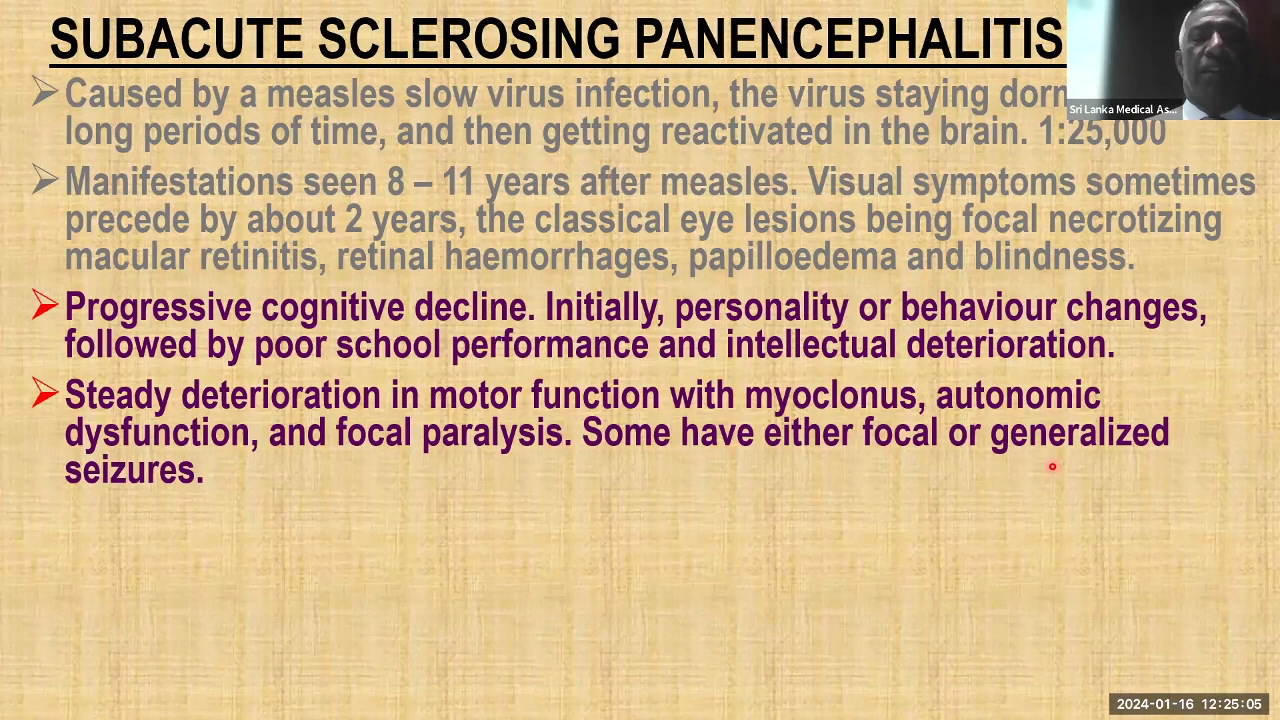 SUBACUTE SCLEROSING PANENCEPHALITIS
Sri Lanka Medical As...
➢ Caused by a measles slow virus infection, the virus staying
long periods of time, and then getting reactivated in the brain. 1:25,000
➢ Manifestations seen 8 – 11 years after measles. Visual symptoms sometimes
precede by about 2 years, the classical eye lesions being focal necrotizing
macular retinitis, retinal haemorrhages, papilloedema and blindness.
➢ Progressive cognitive decline. Initially, personality or behaviour changes,
followed by poor school performance and intellectual deterioration.
➢ Steady deterioration in motor function with myoclonus, autonomic
dysfunction, and focal paralysis. Some have either focal or generalized
seizures.
2024-01-16 12:25:05